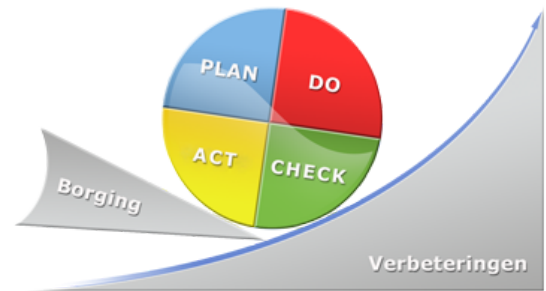 PLAN
DO
ACT
CHECK
Borging
Verbeteringen